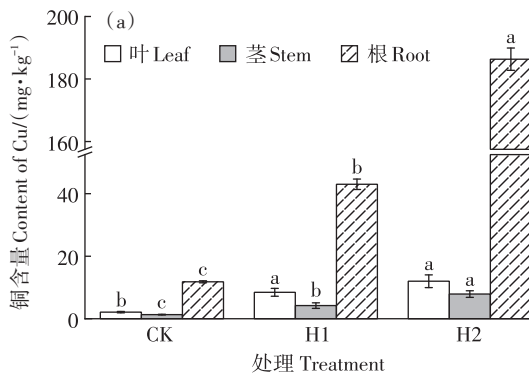 (a)
叶 Leaf 茎 Stem 根 Root
铜含量 Content of Cu/(mg·kg⁻¹)
200
180
160
40
20
0
b c c
a b b
a a a
CK H1 H2
处理 Treatment